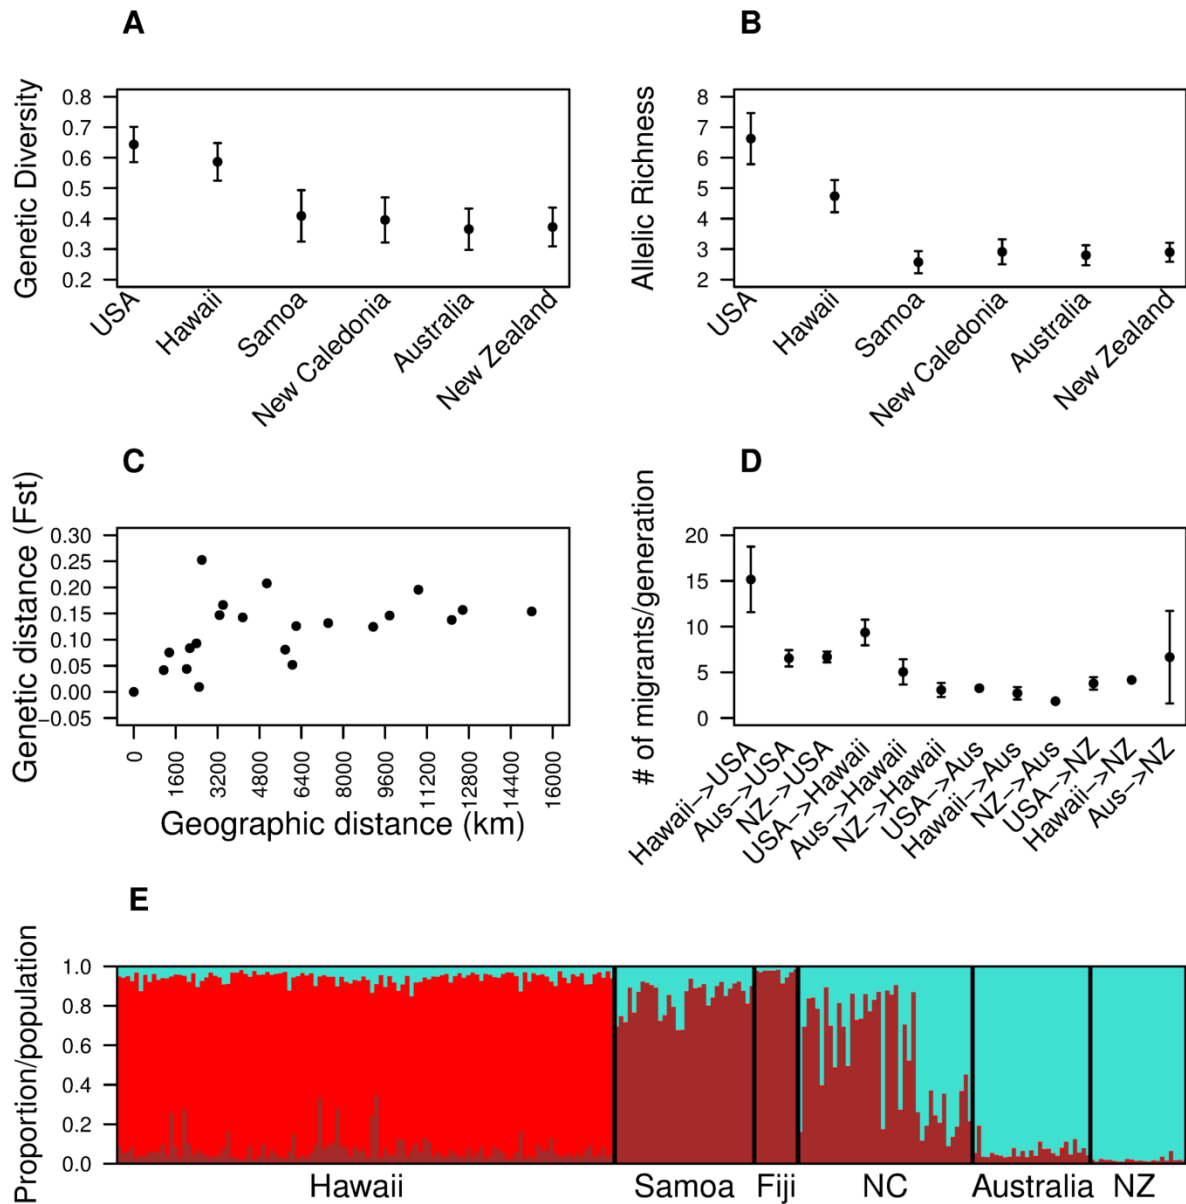 A
Genetic Diversity
0.8
0.7
0.6
0.5
0.4
0.3
0.2
USA
Hawaii
Samoa
New Caledonia
Australia
New Zealand
B
Allelic Richness
8
7
6
5
4
3
2
USA
Hawaii
Samoa
New Caledonia
Australia
New Zealand
C
Genetic distance (Fst)
0.30
0.25
0.20
0.15
0.10
0.05
0.00
−0.05
0
1600
3200
4800
6400
8000
9600
11200
12800
14400
16000
Geographic distance (km)
D
# of migrants/generation
20
15
10
5
0
Hawaii−>USA
Aus−>USA
NZ−>USA
USA−>Hawaii
Aus−>Hawaii
NZ−>Hawaii
USA−>Aus
Hawaii−>Aus
NZ−>Aus
USA−>NZ
Hawaii−>NZ
Aus−>NZ
E
Proportion/population
1.0
0.8
0.6
0.4
0.2
0.0
Hawaii
Samoa
Fiji
NC
Australia
NZ